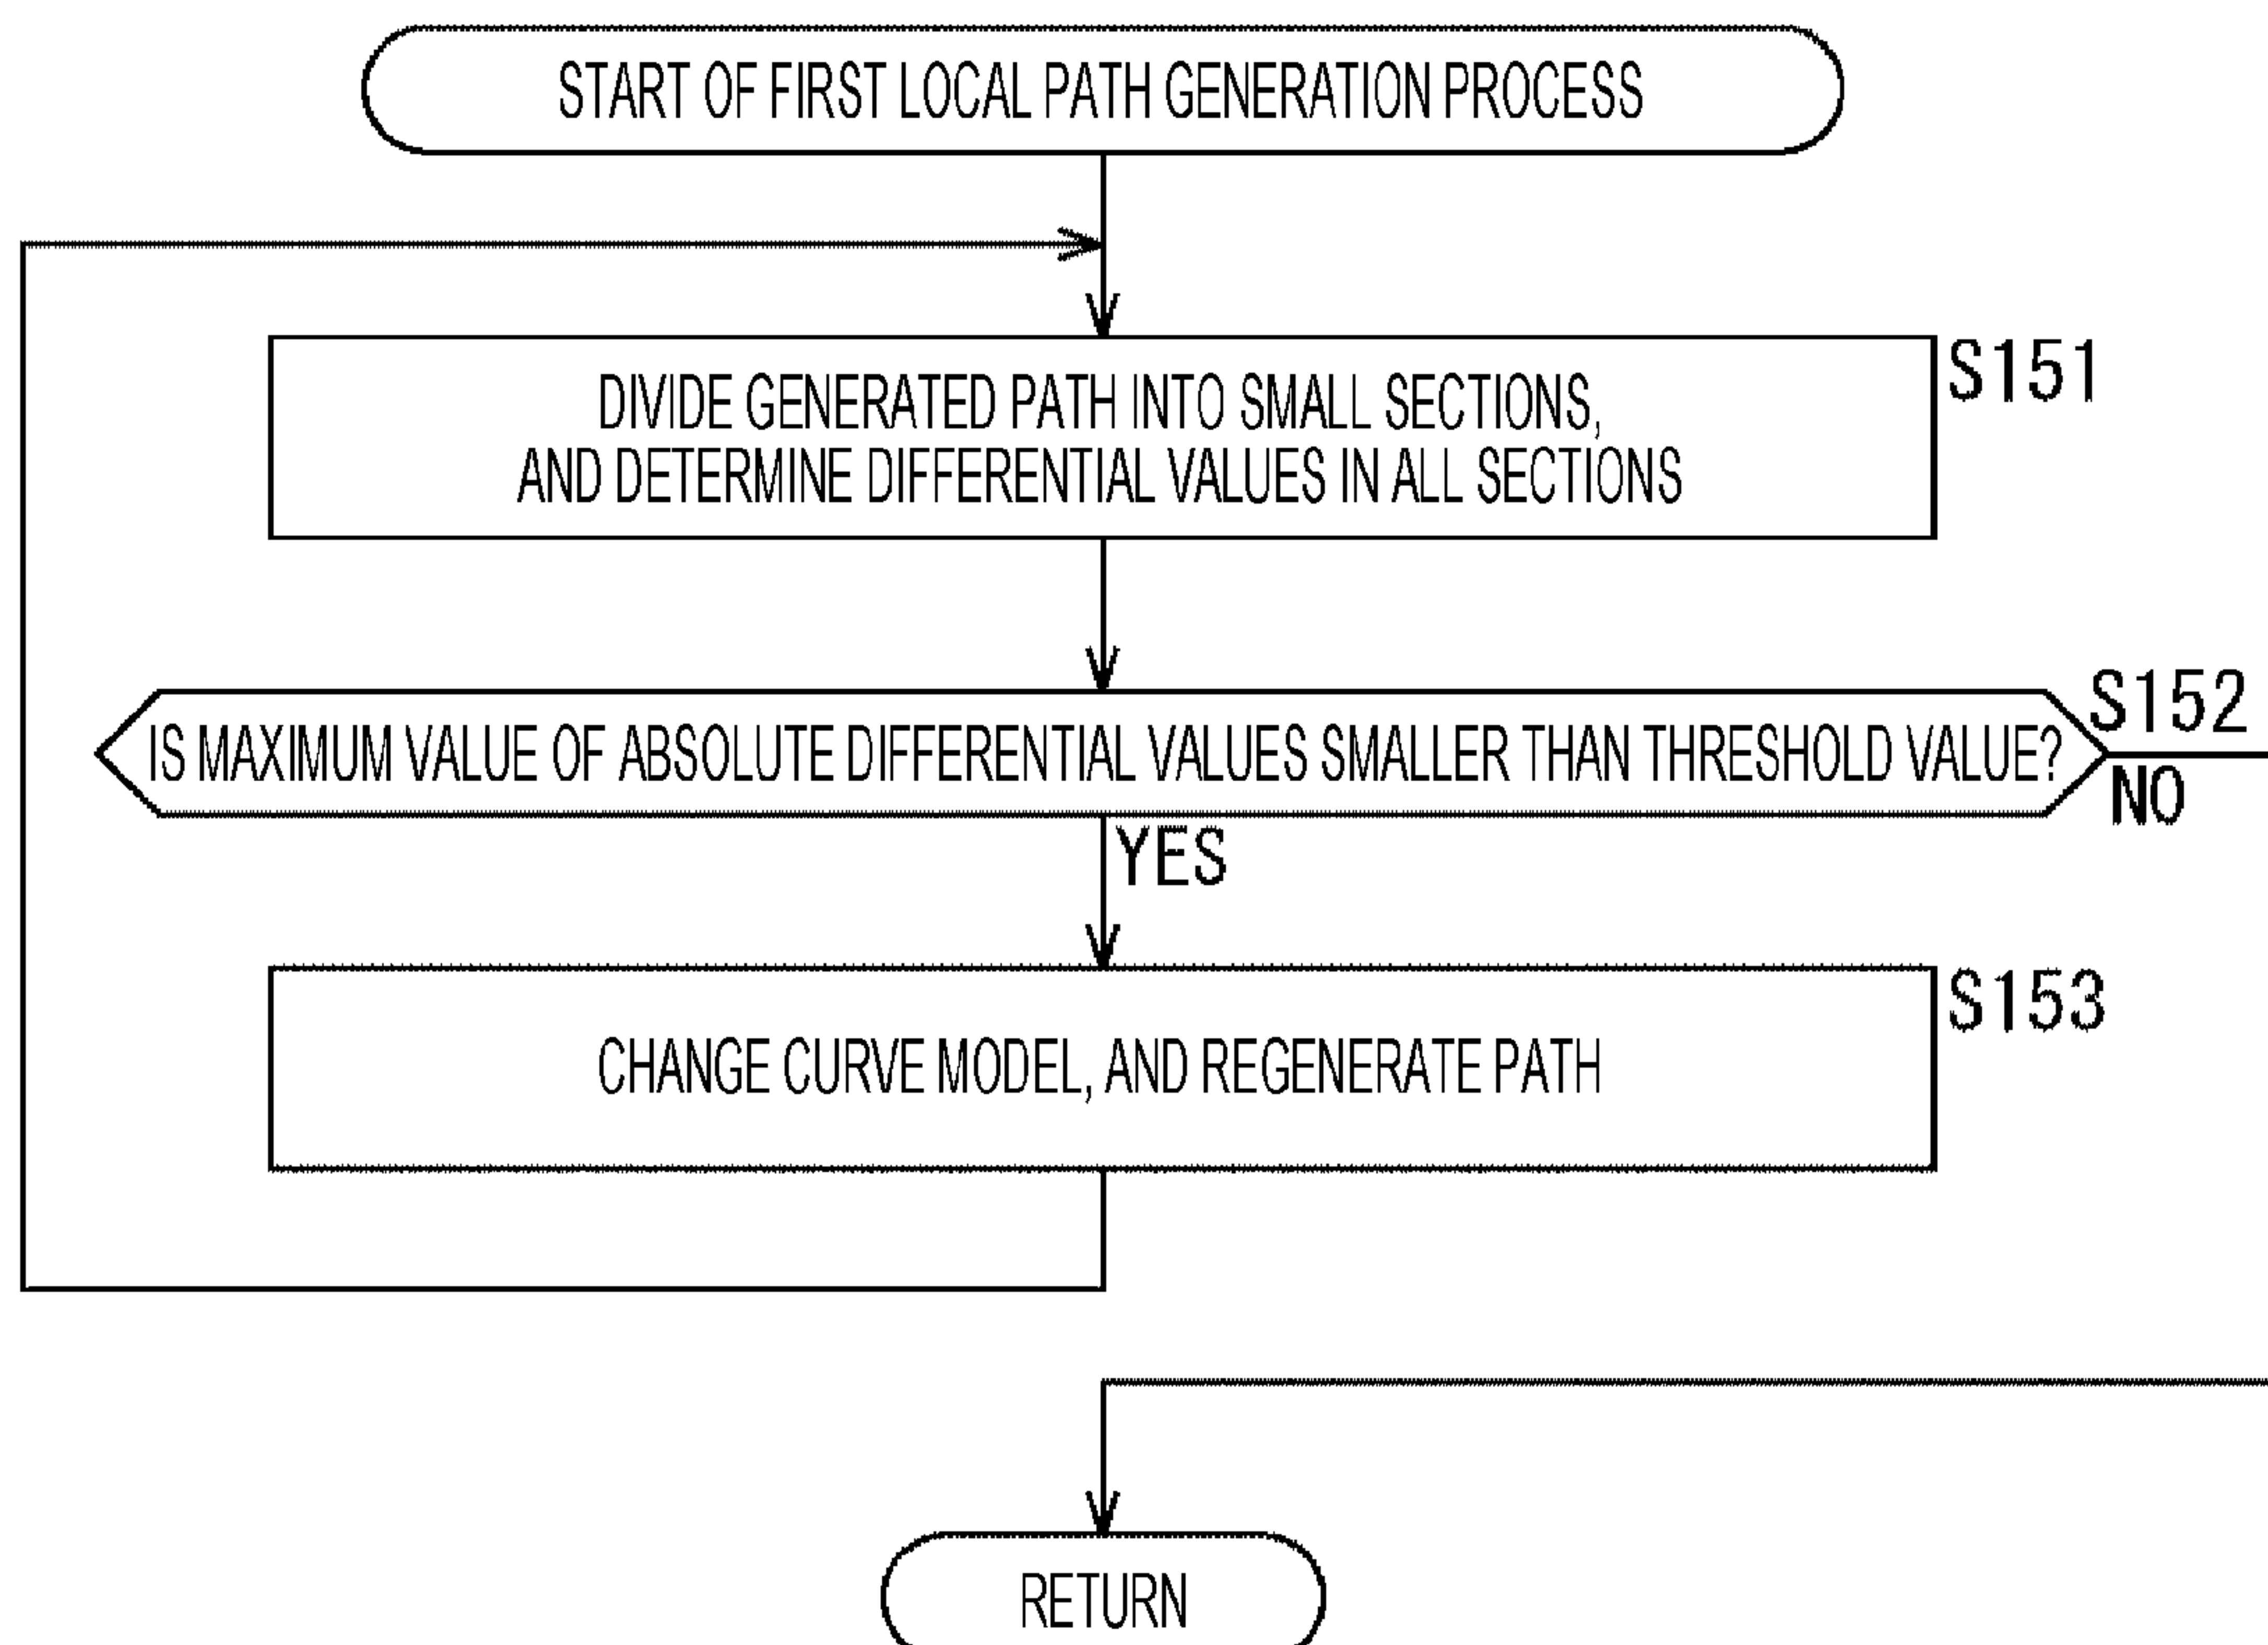 START OF FIRST LOCAL PATH GENERATION PROCESS
DIVIDE GENERATED PATH INTO SMALL SECTIONS,
AND DETERMINE DIFFERENTIAL VALUES IN ALL SECTIONS
S151
IS MAXIMUM VALUE OF ABSOLUTE DIFFERENTIAL VALUES SMALLER THAN THRESHOLD VALUE?
S152
NO
YES
CHANGE CURVE MODEL, AND REGENERATE PATH
S153
RETURN